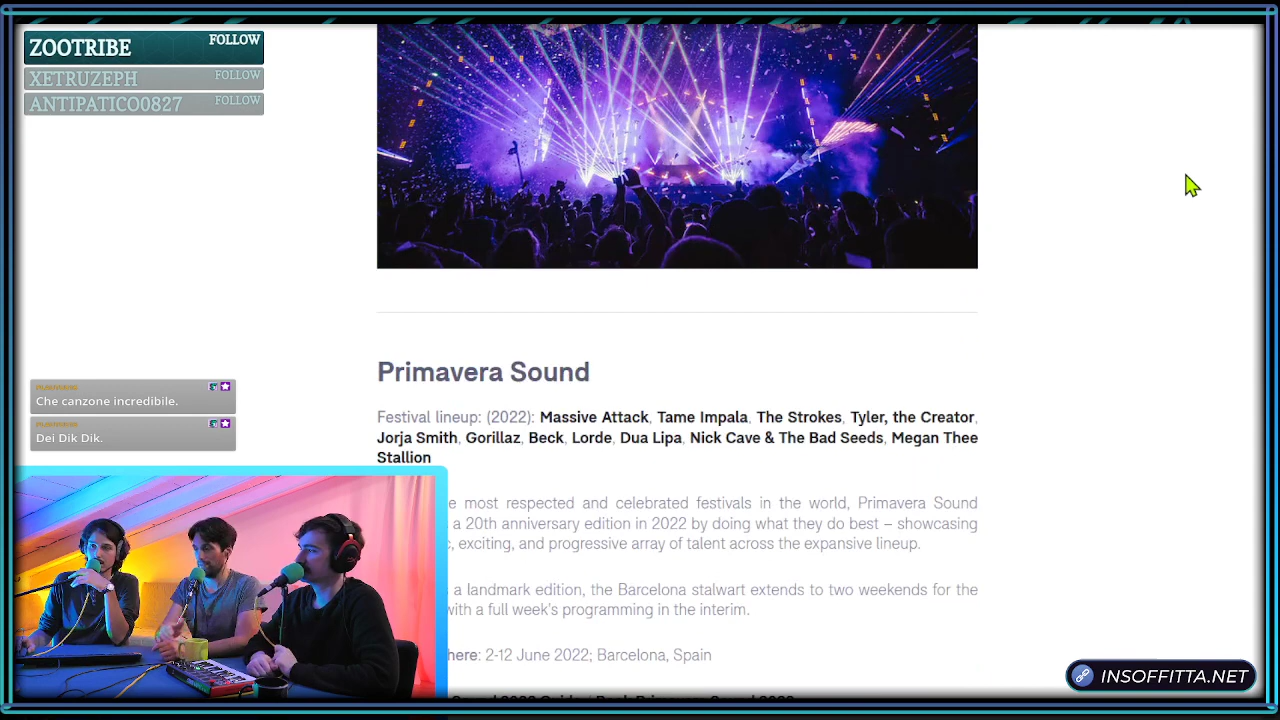 ZOOTRIBE FOLLOW
XETRUZEPH FOLLOW
ANTIPATICO0827 FOLLOW
Primavera Sound
Festival lineup: (2022): Massive Attack, Tame Impala, The Strokes, Tyler, the Creator,
Jorja Smith, Gorillaz, Beck, Lorde, Dua Lipa, Nick Cave & The Bad Seeds, Megan Thee
Stallion
Che canzone incredibile.
Dei Dik Dik.
most respected and celebrated festivals in the world, Primavera Sound
a 20th anniversary edition in 2022 by doing what they do best – showcasing
exciting, and progressive array of talent across the expansive lineup.
a landmark edition, the Barcelona stalwart extends to two weekends for the
with a full week's programming in the interim.
here: 2-12 June 2022; Barcelona, Spain
INSOFFITTA.NET